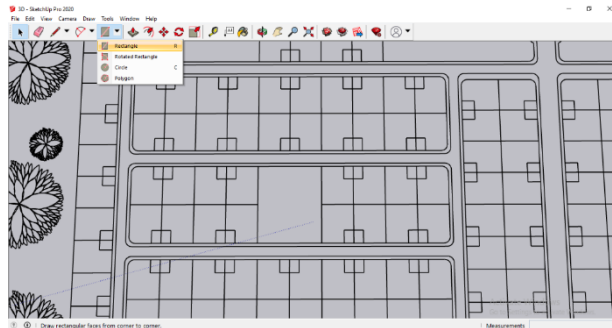 3D - SketchUp Pro 2020
File Edit View Camera Draw Tools Window Help
Rectangle R
Rotated Rectangle
Circle C
Polygon
Draw rectangular faces from corner to corner.
Measurements